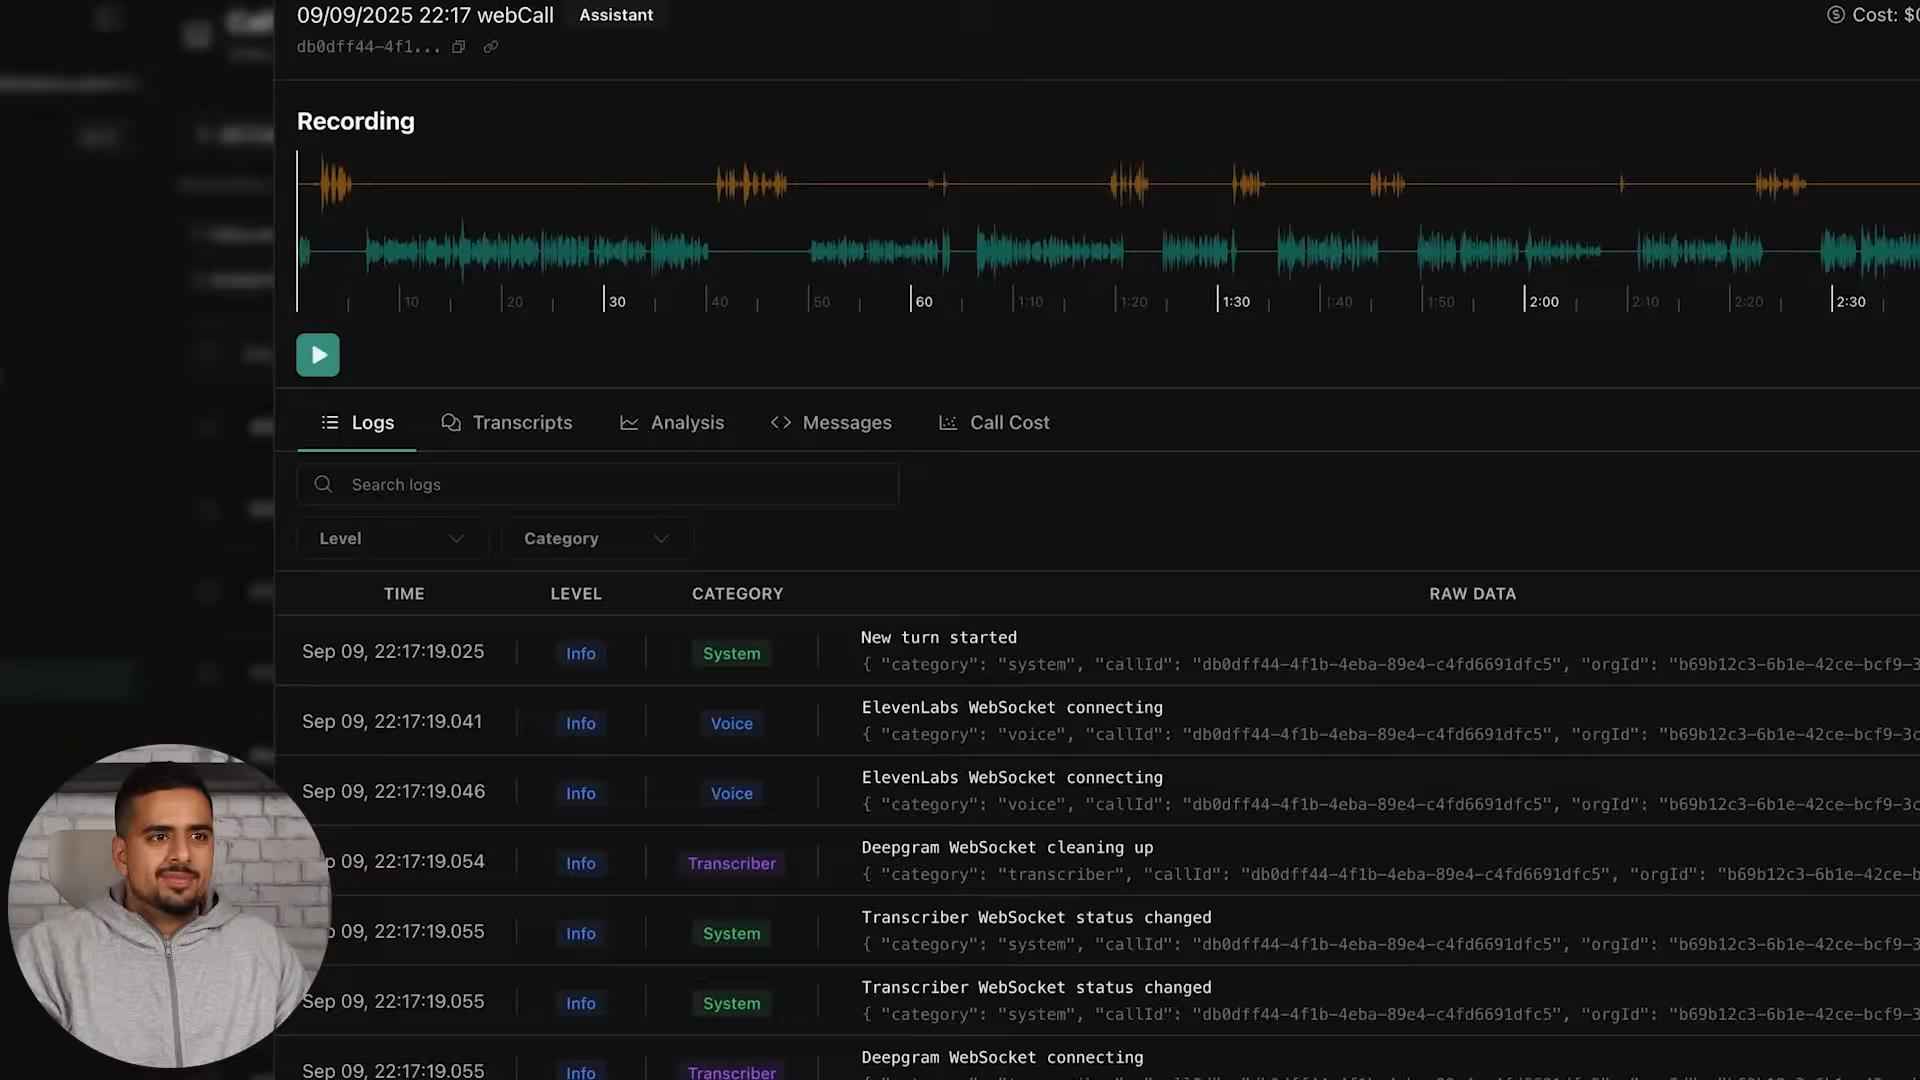 09/09/2025 22:17 webCall Assistant Cost: $0
db0dff44-4f1...
Recording
10 20 30 40 50 60 1:10 1:20 1:30 1:40 1:50 2:00 2:10 2:20 2:30
Logs Transcripts Analysis Messages Call Cost
Search logs
Level Category
TIME LEVEL CATEGORY RAW DATA
Sep 09, 22:17:19.025 Info System New turn started
{ "category": "system", "callId": "db0dff44-4f1b-4eba-89e4-c4fd6691dfc5", "orgId": "b69b12c3-6b1e-42ce-bcf9-3
Sep 09, 22:17:19.041 Info Voice ElevenLabs WebSocket connecting
{ "category": "voice", "callId": "db0dff44-4f1b-4eba-89e4-c4fd6691dfc5", "orgId": "b69b12c3-6b1e-42ce-bcf9-3c
Sep 09, 22:17:19.046 Info Voice ElevenLabs WebSocket connecting
{ "category": "voice", "callId": "db0dff44-4f1b-4eba-89e4-c4fd6691dfc5", "orgId": "b69b12c3-6b1e-42ce-bcf9-3c
p 09, 22:17:19.054 Info Transcriber Deepgram WebSocket cleaning up
{ "category": "transcriber", "callId": "db0dff44-4f1b-4eba-89e4-c4fd6691dfc5", "orgId": "b69b12c3-6b1e-42ce-b
p 09, 22:17:19.055 Info System Transcriber WebSocket status changed
{ "category": "system", "callId": "db0dff44-4f1b-4eba-89e4-c4fd6691dfc5", "orgId": "b69b12c3-6b1e-42ce-bcf9-3
Sep 09, 22:17:19.055 Info System Transcriber WebSocket status changed
{ "category": "system", "callId": "db0dff44-4f1b-4eba-89e4-c4fd6691dfc5", "orgId": "b69b12c3-6b1e-42ce-bcf9-3
Sep 09, 22:17:19.055 Info Transcriber Deepgram WebSocket connecting